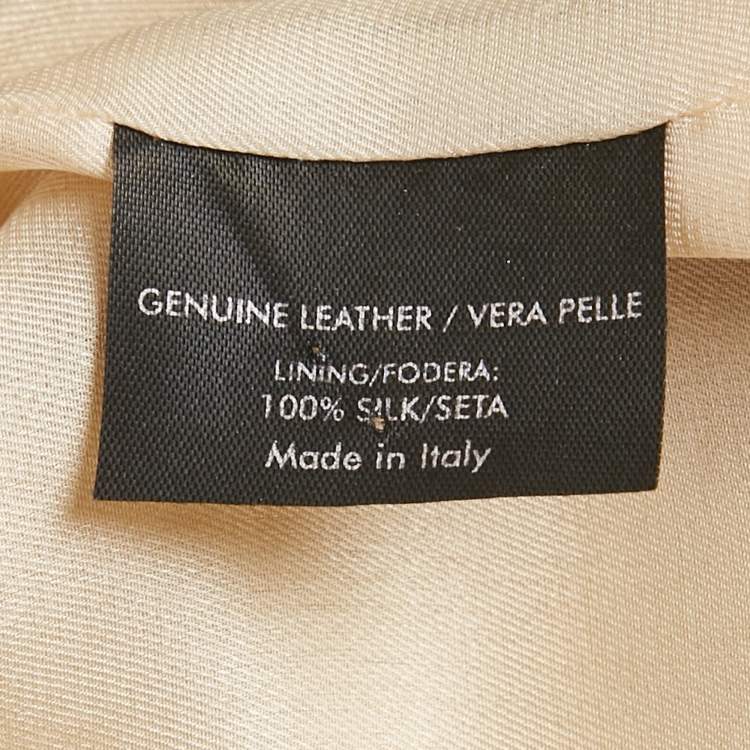 GENUINE LEATHER / VERA PELLE
LINING/FODERA:
100% SILK/SETA
Made in Italy